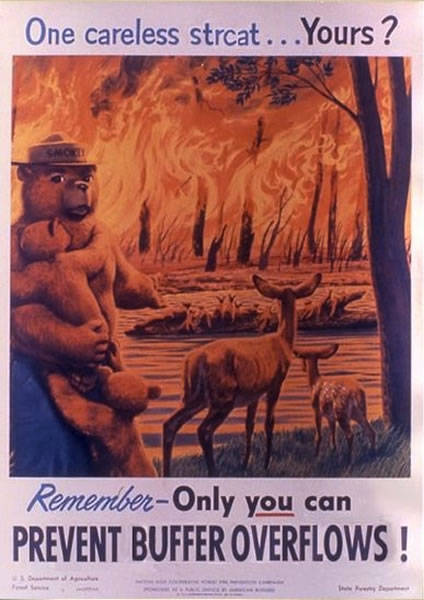 One careless strcat...Yours?
SMOKEY
Remember-Only you can
PREVENT BUFFER OVERFLOWS!
U. S. Department of Agriculture
Forest Service
State Forestry Department